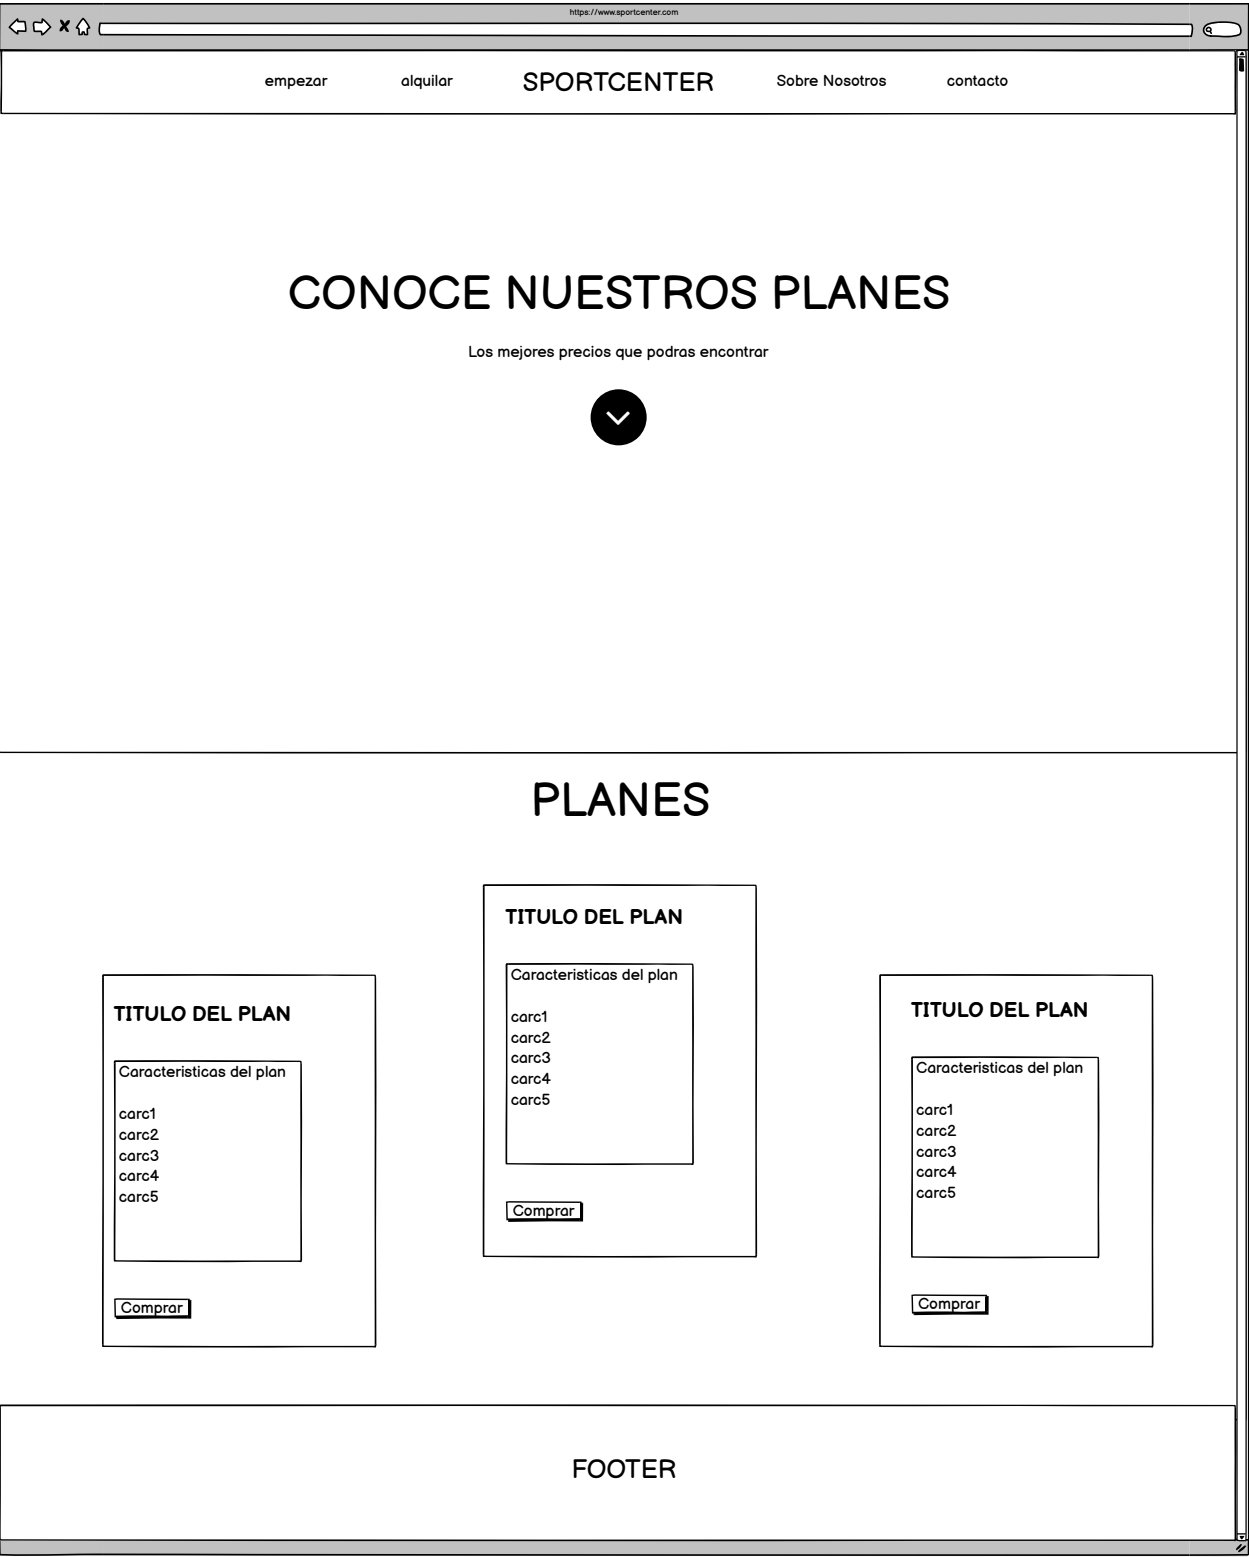 https://www.sportcenter.com
empezar
alquilar
SPORTCENTER
Sobre Nosotros
contacto
CONOCE NUESTROS PLANES
Los mejores precios que podras encontrar
PLANES
TITULO DEL PLAN
Caracteristicas del plan
carc1
carc2
carc3
carc4
carc5
Comprar
TITULO DEL PLAN
Caracteristicas del plan
carc1
carc2
carc3
carc4
carc5
Comprar
TITULO DEL PLAN
Caracteristicas del plan
carc1
carc2
carc3
carc4
carc5
Comprar
FOOTER